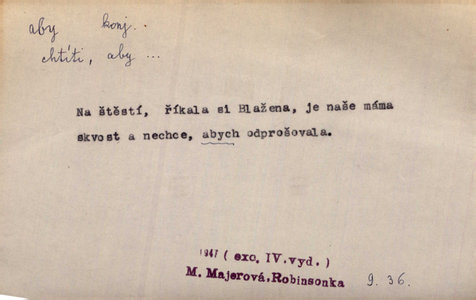 aby konj..
chtíti, aby ...
Na štěstí, říkala si Blažena, je naše máma
skvost a nechce, abych odprošovala.
1947 ( exc. IV. vyd. )
M. Majerová, Robinsonka 9. 36.